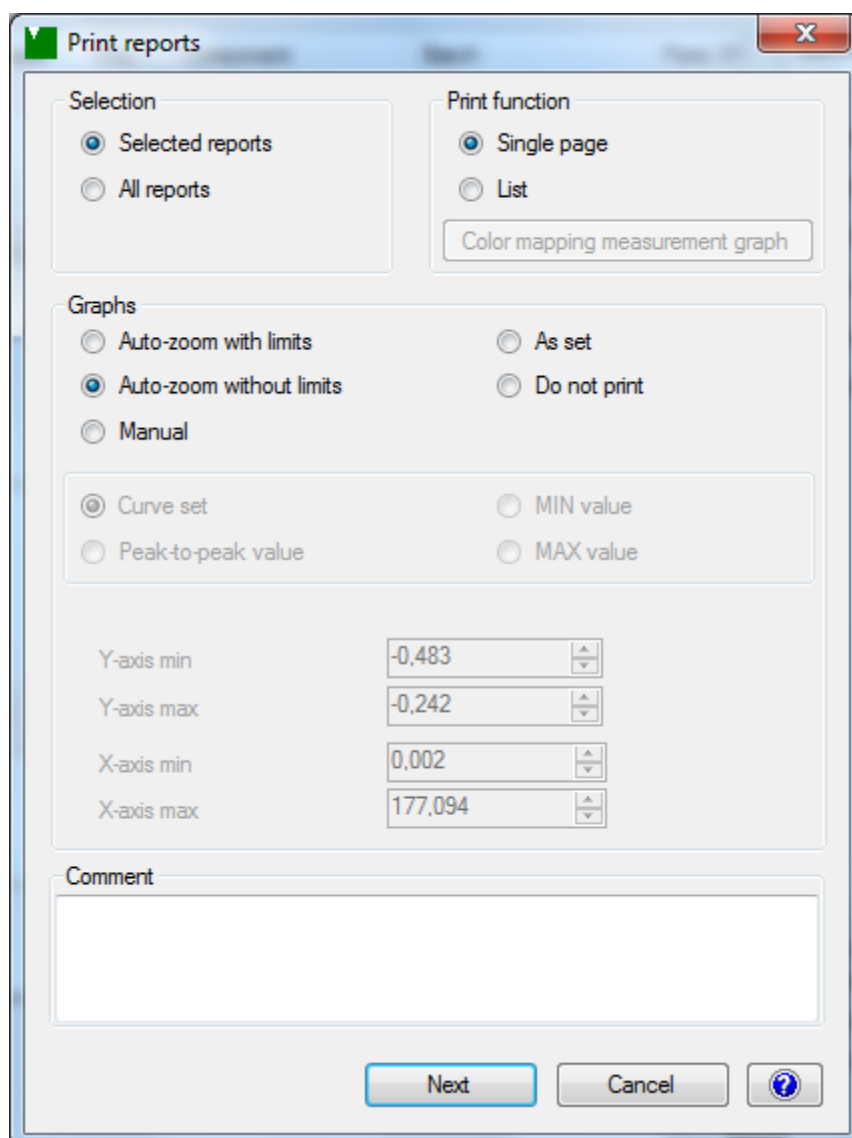 Print reports
Selection
Selected reports
All reports
Print function
Single page
List
Color mapping measurement graph
Graphs
Auto-zoom with limits
As set
Auto-zoom without limits
Do not print
Manual
Curve set
MIN value
Peak-to-peak value
MAX value
Y-axis min
-0,483
Y-axis max
-0,242
X-axis min
0,002
X-axis max
177,094
Comment
Next
Cancel